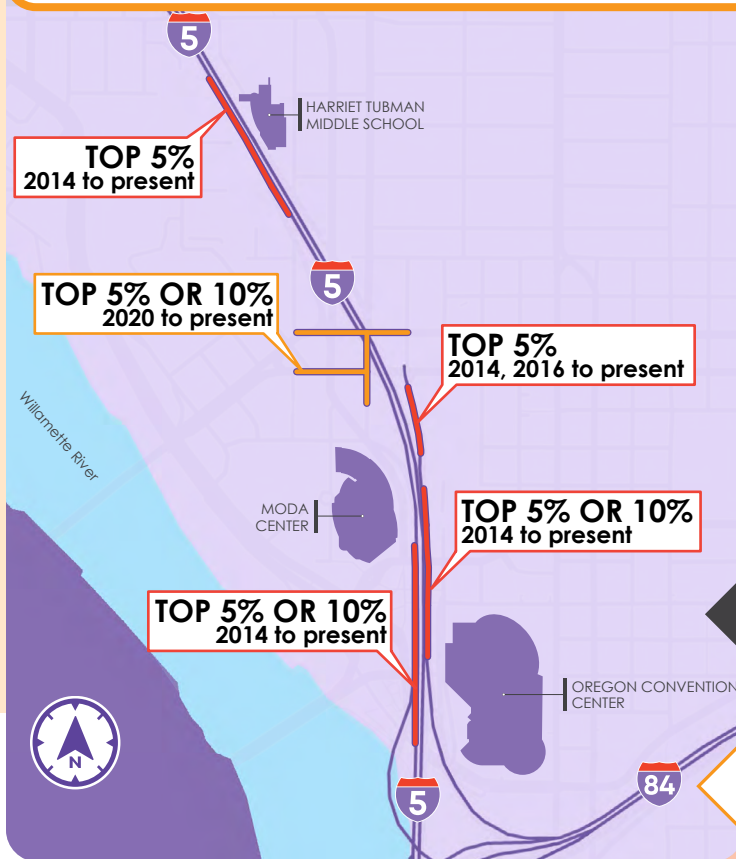 5
HARRIET TUBMAN
MIDDLE SCHOOL
TOP 5%
2014 to present
5
TOP 5% OR 10%
2020 to present
TOP 5%
2014, 2016 to present
Willamette River
MODA
CENTER
TOP 5% OR 10%
2014 to present
TOP 5% OR 10%
2014 to present
OREGON CONVENTION
CENTER
N
5
84